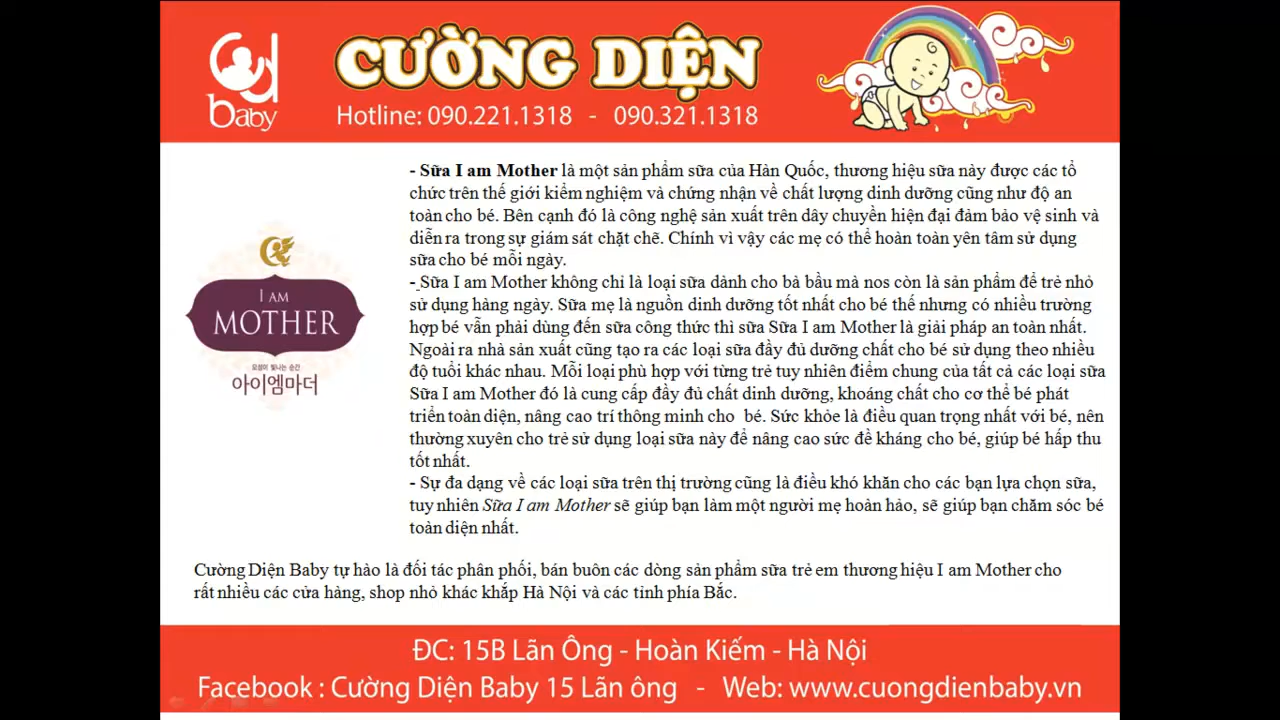 baby
CƯỜNG DIỆN
Hotline: 090.221.1318 - 090.321.1318
- Sữa I am Mother là một sản phẩm sữa của Hàn Quốc, thương hiệu sữa này được các tổ
chức trên thế giới kiểm nghiệm và chứng nhận về chất lượng dinh dưỡng cũng như độ an
toàn cho bé. Bên cạnh đó là công nghệ sản xuất trên dây chuyền hiện đại đảm bảo vệ sinh và
diễn ra trong sự giám sát chặt chẽ. Chính vì vậy các mẹ có thể hoàn toàn yên tâm sử dụng
sữa cho bé mỗi ngày.
- Sữa I am Mother không chỉ là loại sữa dành cho bà bầu mà nos còn là sản phẩm để trẻ nhỏ
sử dụng hàng ngày. Sữa mẹ là nguồn dinh dưỡng tốt nhất cho bé thế nhưng có nhiều trường
hợp bé vẫn phải dùng đến sữa công thức thì sữa Sữa I am Mother là giải pháp an toàn nhất.
Ngoài ra nhà sản xuất cũng tạo ra các loại sữa đầy đủ dưỡng chất cho bé sử dụng theo nhiều
độ tuổi khác nhau. Mỗi loại phù hợp với từng trẻ tuy nhiên điểm chung của tất cả các loại sữa
Sữa I am Mother đó là cung cấp đầy đủ chất dinh dưỡng, khoáng chất cho cơ thể bé phát
triển toàn diện, nâng cao trí thông minh cho bé. Sức khỏe là điều quan trọng nhất với bé, nên
thường xuyên cho trẻ sử dụng loại sữa này để nâng cao sức đề kháng cho bé, giúp bé hấp thu
tốt nhất.
- Sự đa dạng về các loại sữa trên thị trường cũng là điều khó khăn cho các bạn lựa chọn sữa,
tuy nhiên Sữa I am Mother sẽ giúp bạn làm một người mẹ hoàn hảo, sẽ giúp bạn chăm sóc bé
toàn diện nhất.
I AM
MOTHER
요상이 빛나는 순간
아이엠마더
Cường Diện Baby tự hào là đối tác phân phối, bán buôn các dòng sản phẩm sữa trẻ em thương hiệu I am Mother cho
rất nhiều các cửa hàng, shop nhỏ khác khắp Hà Nội và các tỉnh phía Bắc.
ĐC: 15B Lãn Ông - Hoàn Kiếm - Hà Nội
Facebook : Cường Diện Baby 15 Lãn ông - Web: www.cuongdienbaby.vn